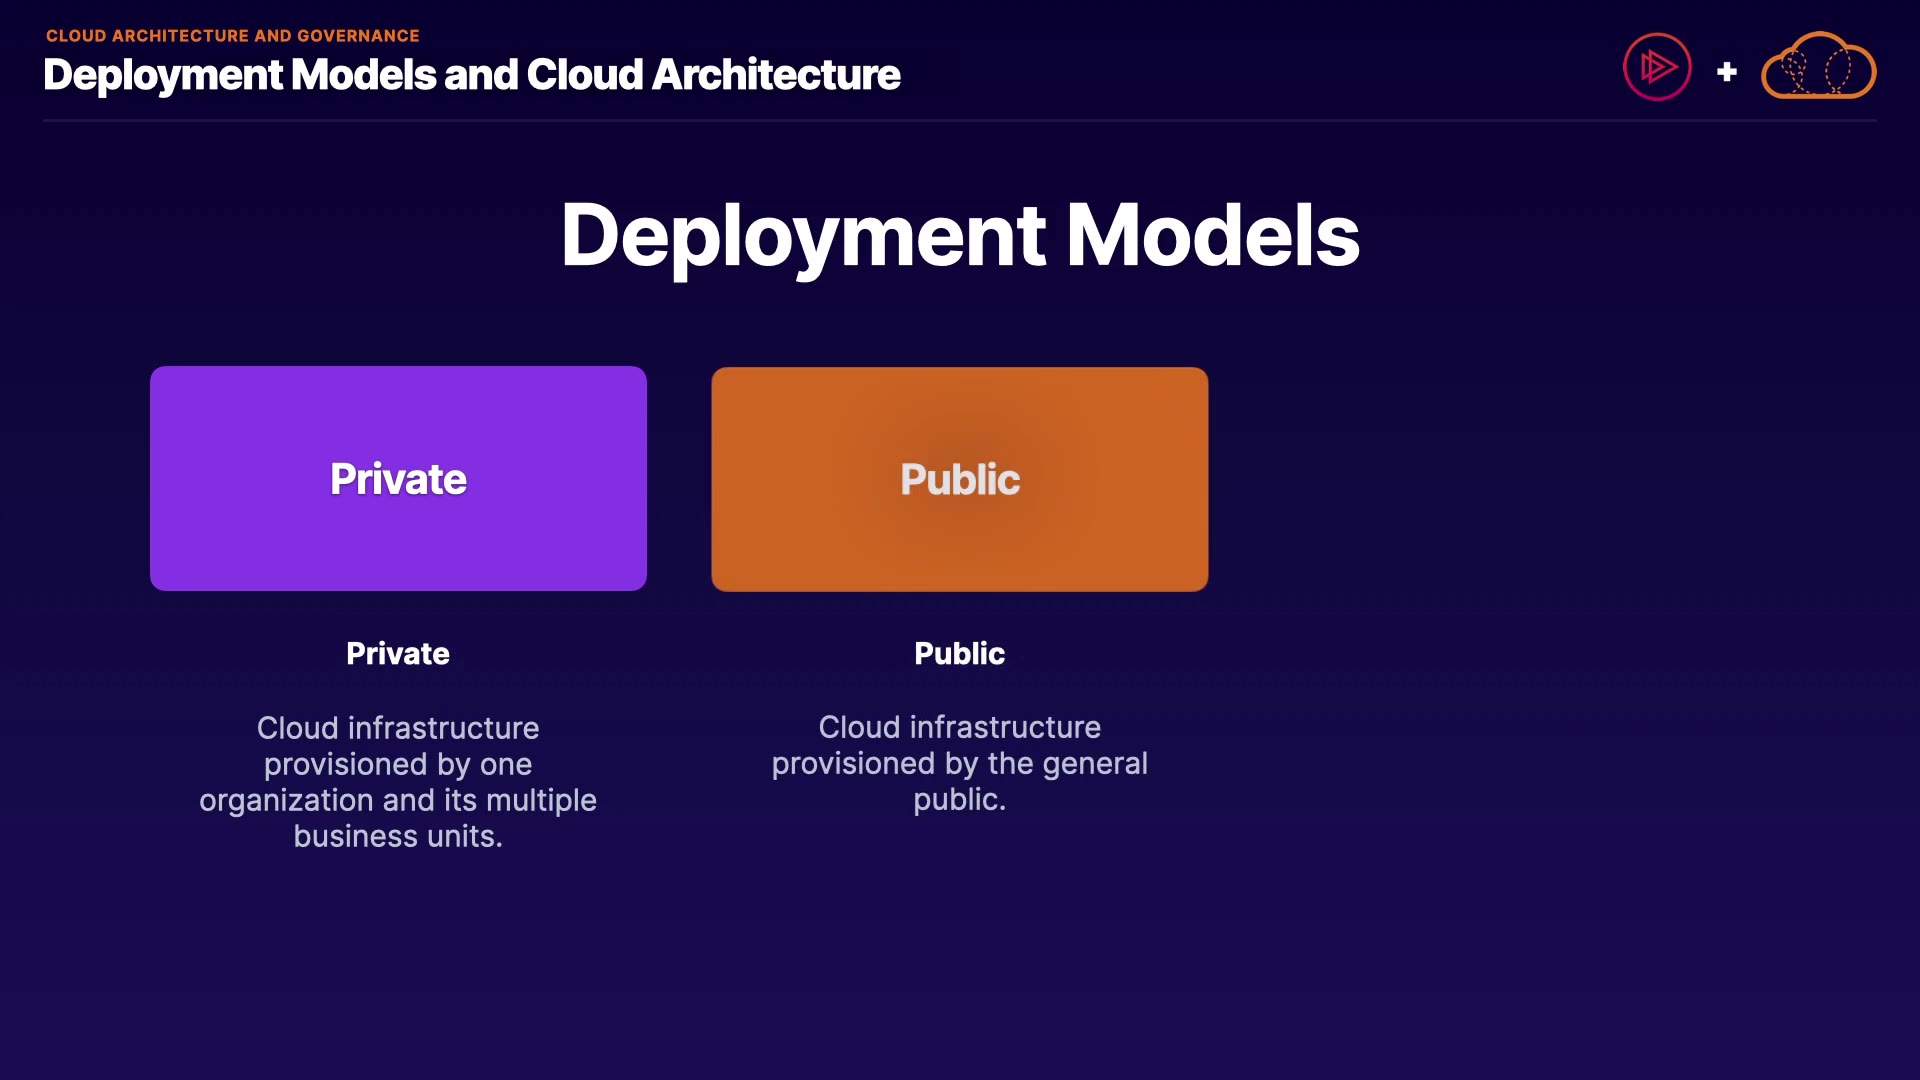 CLOUD ARCHITECTURE AND GOVERNANCE
Deployment Models and Cloud Architecture
+
Deployment Models
Private
Public
Private
Cloud infrastructure
provisioned by one
organization and its multiple
business units.
Public
Cloud infrastructure
provisioned by the general
public.